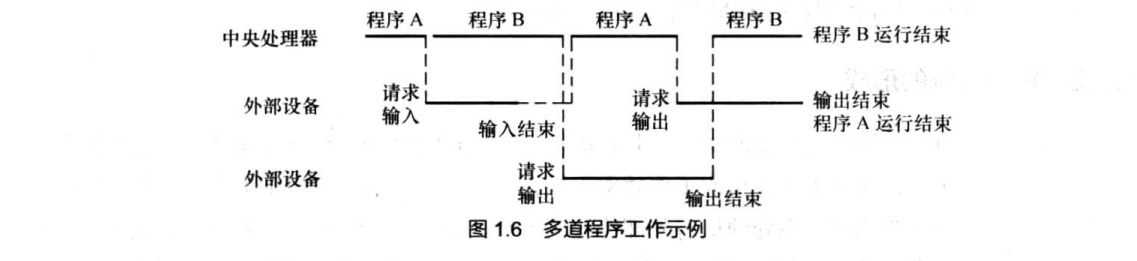 程序 A 程序 B 程序 A 程序 B
中央处理器 程序 B 运行结束
外部设备 请求 请求 输出结束
输入 输入结束 输出 程序 A 运行结束
外部设备 请求
输出 输出结束
图 1.6 多道程序工作示例